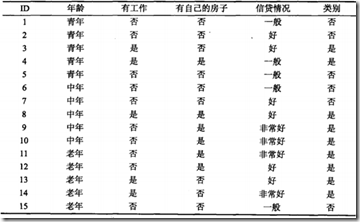 ID 年龄 有工作 有自己的房子 信贷情况 类别
1 青年 否 否 一般 否
2 青年 否 否 好 否
3 青年 是 否 好 是
4 青年 是 是 一般 是
5 青年 否 否 一般 否
6 中年 否 否 一般 否
7 中年 否 否 好 否
8 中年 是 是 好 是
9 中年 否 是 非常好 是
10 中年 否 是 非常好 是
11 老年 否 是 非常好 是
12 老年 否 是 好 是
13 老年 是 否 好 是
14 老年 是 否 非常好 是
15 老年 否 否 一般 否